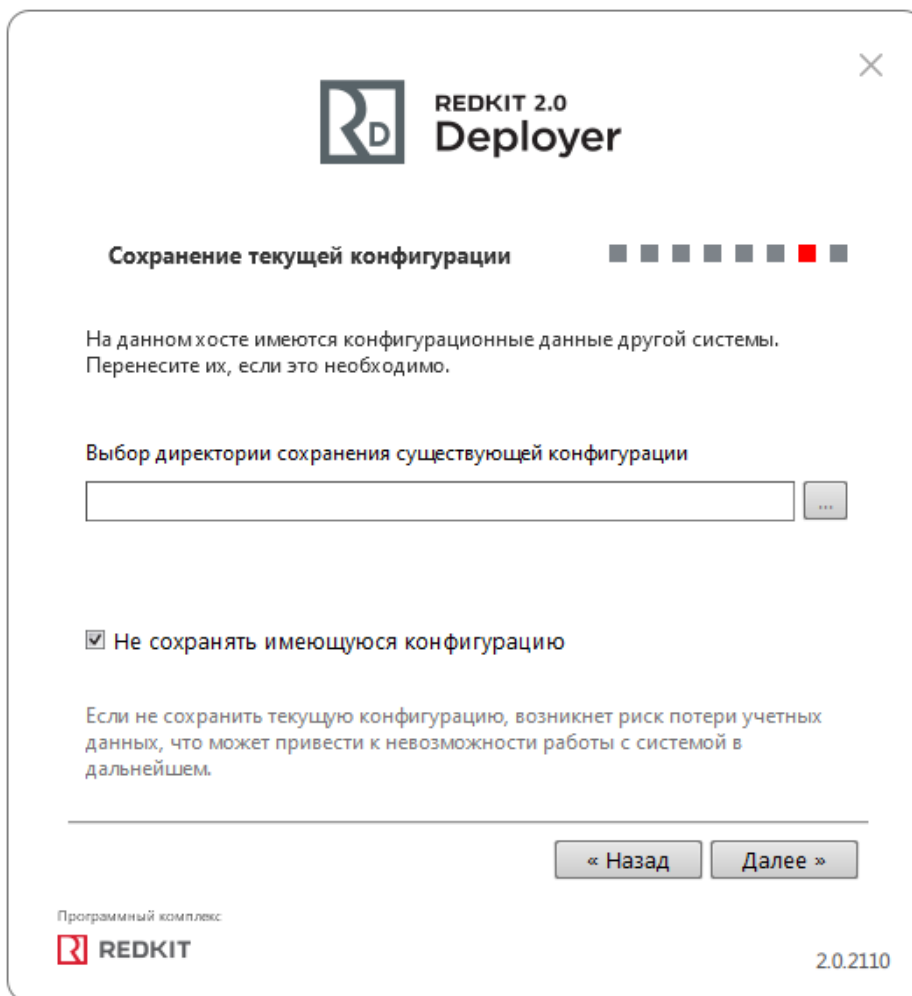 REDKIT 2.0
RD Deployer
Сохранение текущей конфигурации
На данном хосте имеются конфигурационные данные другой системы.
Перенесите их, если это необходимо.
Выбор директории сохранения существующей конфигурации
...
Не сохранять имеющуюся конфигурацию
Если не сохранить текущую конфигурацию, возникнет риск потери учетных
данных, что может привести к невозможности работы с системой в
дальнейшем.
« Назад Далее »
Программный комплекс
REDKIT
2.0.2110